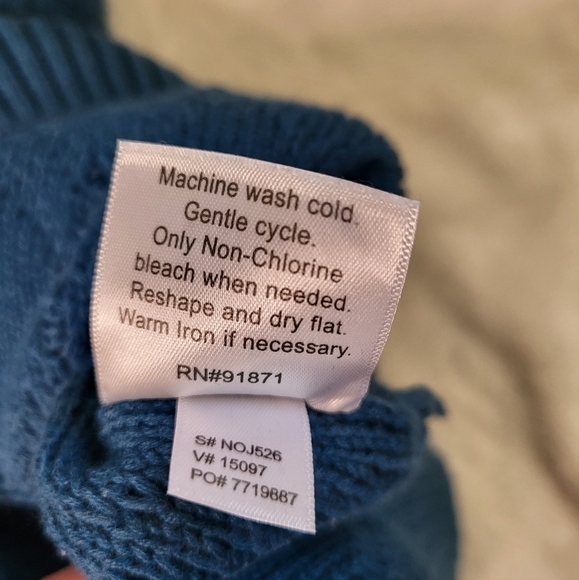 Machine wash cold.
Gentle cycle.
Only Non-Chlorine
bleach when needed.
Reshape and dry flat.
Warm Iron if necessary.
RN#91871
S# NOJ526
V# 15097
PO# 7719887